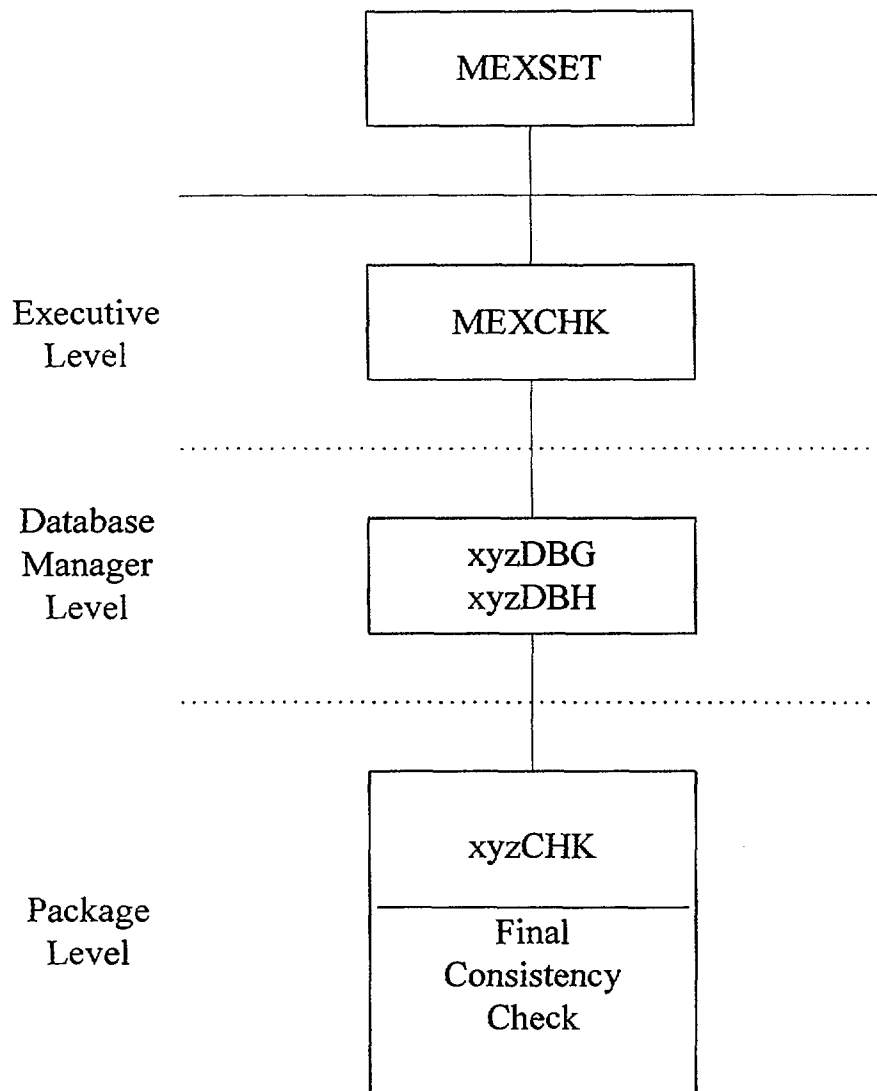 MEXSET
Executive
Level
MEXCHK
Database
Manager
Level
xyzDBG
xyzDBH
Package
Level
xyzCHK
Final
Consistency
Check